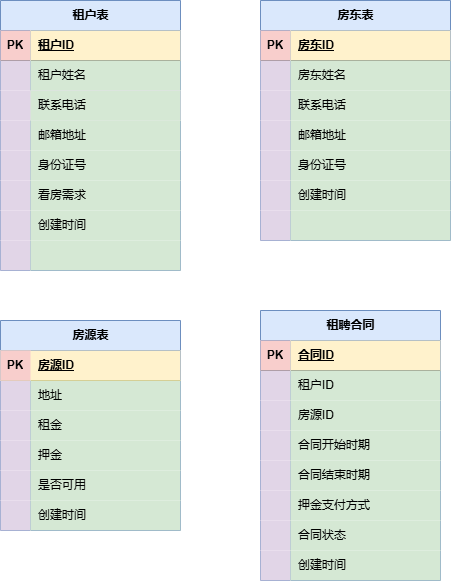 租户表
PK 租户ID
租户姓名
联系电话
邮箱地址
身份证号
看房需求
创建时间
房东表
PK 房东ID
房东姓名
联系电话
邮箱地址
身份证号
创建时间
房源表
PK 房源ID
地址
租金
押金
是否可用
创建时间
租聘合同
PK 合同ID
租户ID
房源ID
合同开始时期
合同结束时期
押金支付方式
合同状态
创建时间